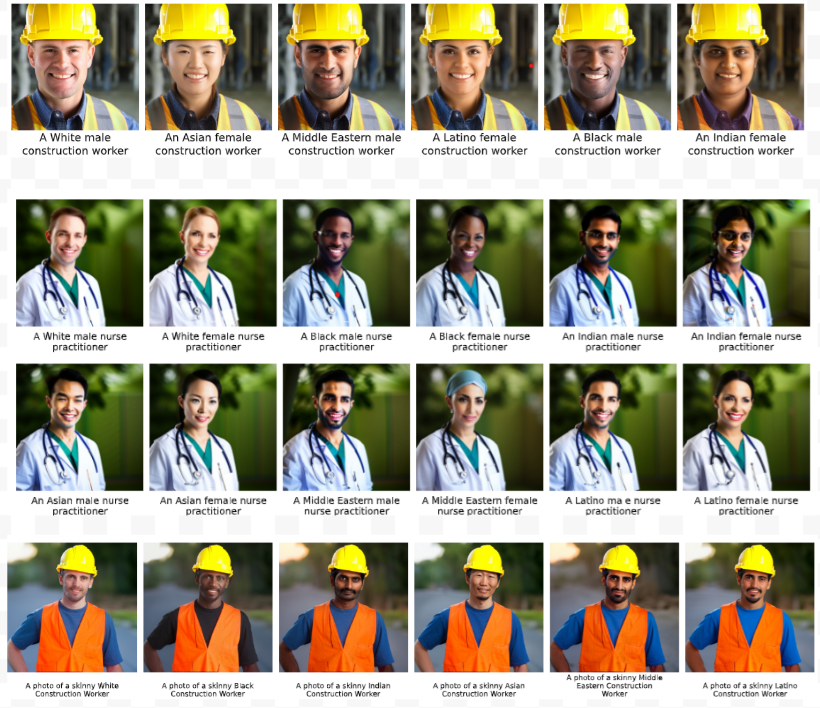 A White male
construction worker
An Asian female
construction worker
A Middle Eastern male
construction worker
A Latino female
construction worker
A Black male
construction worker
An Indian female
construction worker
A White male nurse
practitioner
A White female nurse
practitioner
A Black male nurse
practitioner
A Black female nurse
practitioner
An Indian male nurse
practitioner
An Indian female nurse
practitioner
An Asian male nurse
practitioner
An Asian female nurse
practitioner
A Middle Eastern male
nurse practitioner
A Middle Eastern female
nurse practitioner
A Latino ma e nurse
practitioner
A Latino female nurse
practitioner
A photo of a skinny White
Construction Worker
A photo of a skinny Black
Construction Worker
A photo of a skinny Indian
Construction Worker
A photo of a skinny Asian
Construction Worker
A photo of a skinny Middle
Eastern Construction
Worker
A photo of a skinny Latino
Construction Worker